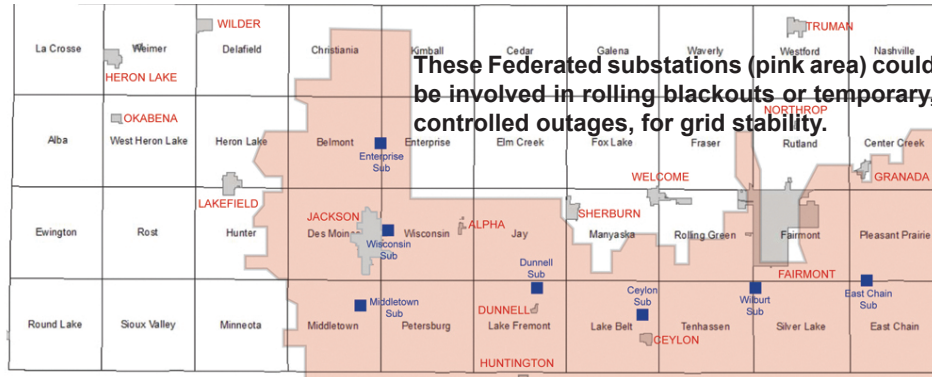 WILDER
TRUMAN
La Crosse
Weimer
Delafield
Christiania
Kimball
Cedar
Galena
Waverly
Westford
Nashville
HERON LAKE
These Federated substations (pink area) could
be involved in rolling blackouts or temporary,
controlled outages, for grid stability.
OKABENA
NORTHROP
Alba
West Heron Lake
Heron Lake
Belmont
Enterprise
Elm Creek
Fox Lake
Fraser
Rutland
Center Creek
Enterprise
Sub
LAKEFIELD
WELCOME
GRANADA
JACKSON
ALPHA
SHERBURN
Ewington
Rost
Hunter
Des Moines
Wisconsin
Jay
Manyaska
Rolling Green
Fairmont
Pleasant Prairie
Wisconsin
Sub
FAIRMONT
Dunnell
Sub
Ceylon
Sub
Wilburt
Sub
East Chain
Sub
Middletown
Sub
DUNNELL
Round Lake
Sioux Valley
Minneota
Middletown
Petersburg
Lake Fremont
Lake Belt
Tenhassen
Silver Lake
East Chain
CEYLON
HUNTINGTON